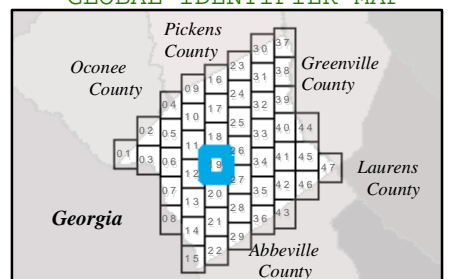 GLOBAL IDENTIFIER MAP
Pickens
County
Oconee
County
Greenville
County
30 37
23
16 31 38
09 24
04 17 32 39
10 25
02 05 18 33 40 44
11 26
01 03 06 34 41 45
12 9 27 47
07 20 35 42 46
13 28
08 21 36 43
14 29
22
15
Laurens
County
Georgia
Abbeville
County